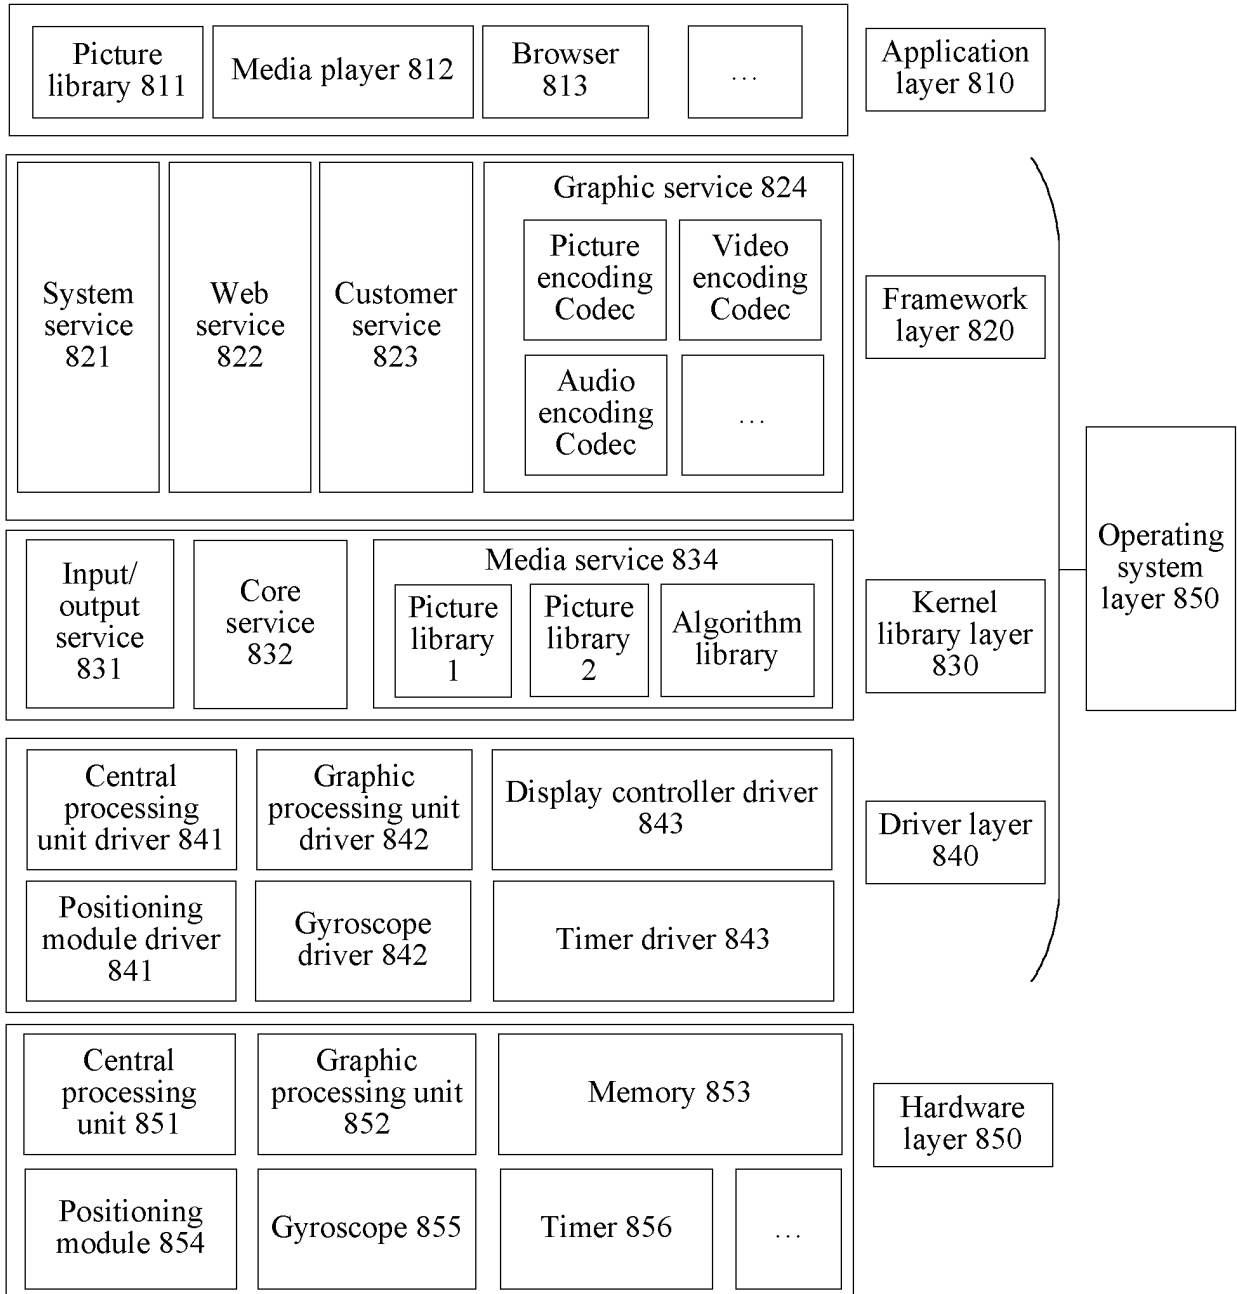 Picture
library 811
Media player 812
Browser
813
...
Application
layer 810
System
service
821
Web
service
822
Customer
service
823
Graphic service 824
Picture
encoding
Codec
Video
encoding
Codec
Audio
encoding
Codec
...
Framework
layer 820
Input/
output
service
831
Core
service
832
Media service 834
Picture
library
1
Picture
library
2
Algorithm
library
Kernel
library layer
830
Operating
system
layer 850
Central
processing
unit driver 841
Graphic
processing unit
driver 842
Display controller driver
843
Positioning
module driver
841
Gyroscope
driver 842
Timer driver 843
Driver layer
840
Central
processing
unit 851
Graphic
processing unit
852
Memory 853
Positioning
module 854
Gyroscope 855
Timer 856
...
Hardware
layer 850